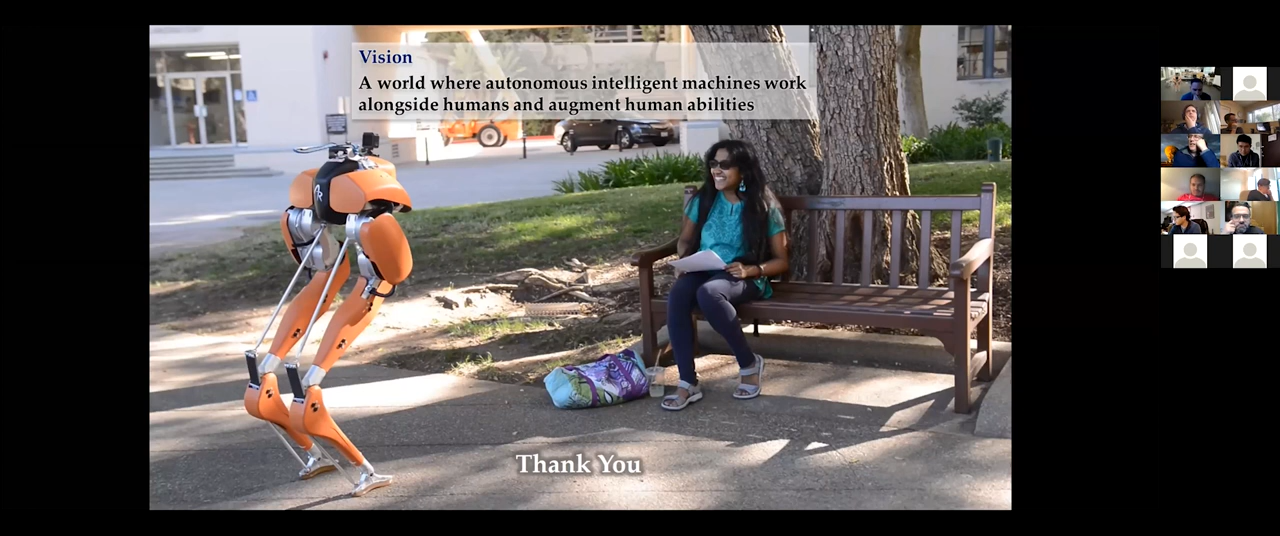 Vision
A world where autonomous intelligent machines work
alongside humans and augment human abilities
Thank You